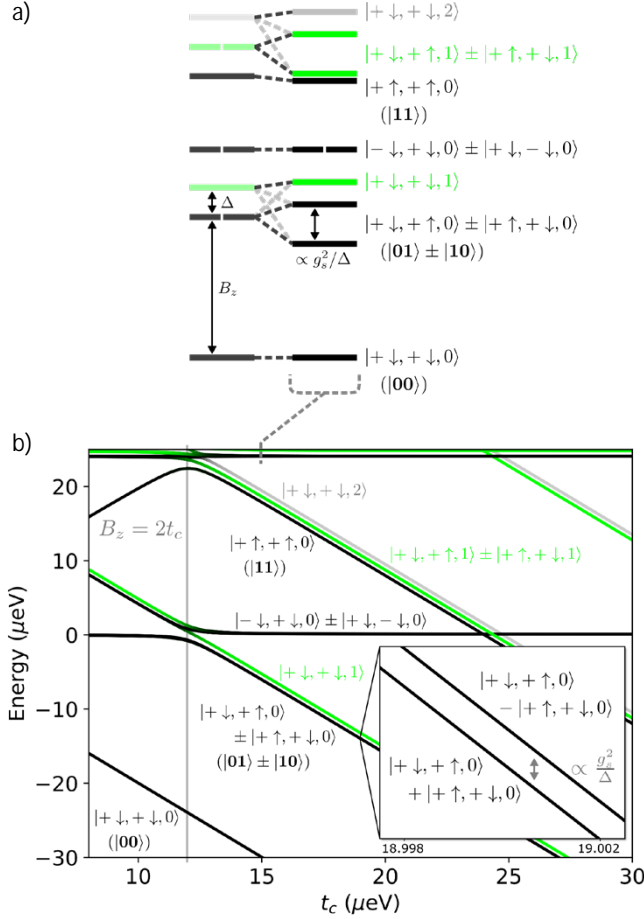 a)
|+ ↓, + ↓, 2⟩
|+ ↓, + ↑, 1⟩ ± |+ ↑, + ↓, 1⟩
|+ ↑, + ↑, 0⟩
(|11⟩)
|− ↓, + ↓, 0⟩ ± |+ ↓, − ↓, 0⟩
|+ ↓, + ↓, 1⟩
Δ
|+ ↓, + ↑, 0⟩ ± |+ ↑, + ↓, 0⟩
(|01⟩ ± |10⟩)
∝ g_s^2/Δ
B_z
|+ ↓, + ↓, 0⟩
(|00⟩)
b)
20
10
0
−10
−20
−30
Energy (μeV)
B_z = 2t_c
|+ ↓, + ↓, 2⟩
|+ ↑, + ↑, 0⟩
(|11⟩)
|+ ↓, + ↑, 1⟩ ± |+ ↑, + ↓, 1⟩
|− ↓, + ↓, 0⟩ ± |+ ↓, − ↓, 0⟩
|+ ↓, + ↓, 1⟩
|+ ↓, + ↑, 0⟩
± |+ ↑, + ↓, 0⟩
(|01⟩ ± |10⟩)
|+ ↓, + ↓, 0⟩
(|00⟩)
|+ ↓, + ↑, 0⟩
− |+ ↑, + ↓, 0⟩
|+ ↓, + ↑, 0⟩
+ |+ ↑, + ↓, 0⟩
∝ g_s^2/Δ
18.998 19.002
10 15 20 25 30
t_c (μeV)